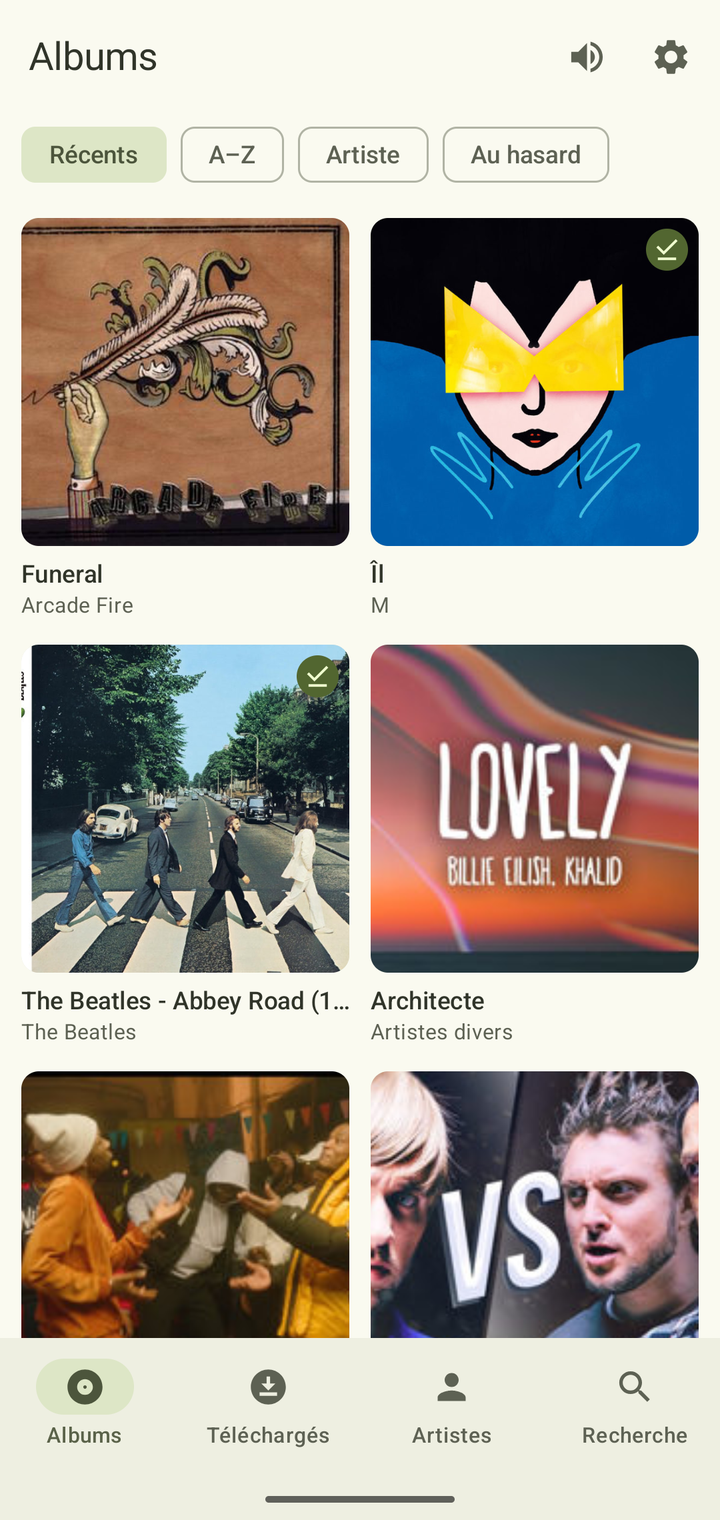 Albums
Récents
A–Z
Artiste
Au hasard
ARCADE FIRE
Funeral
Arcade Fire
Îl
M
LOVELY
BILLIE EILISH, KHALID
The Beatles - Abbey Road (1...
The Beatles
Architecte
Artistes divers
VS
Albums
Téléchargés
Artistes
Recherche